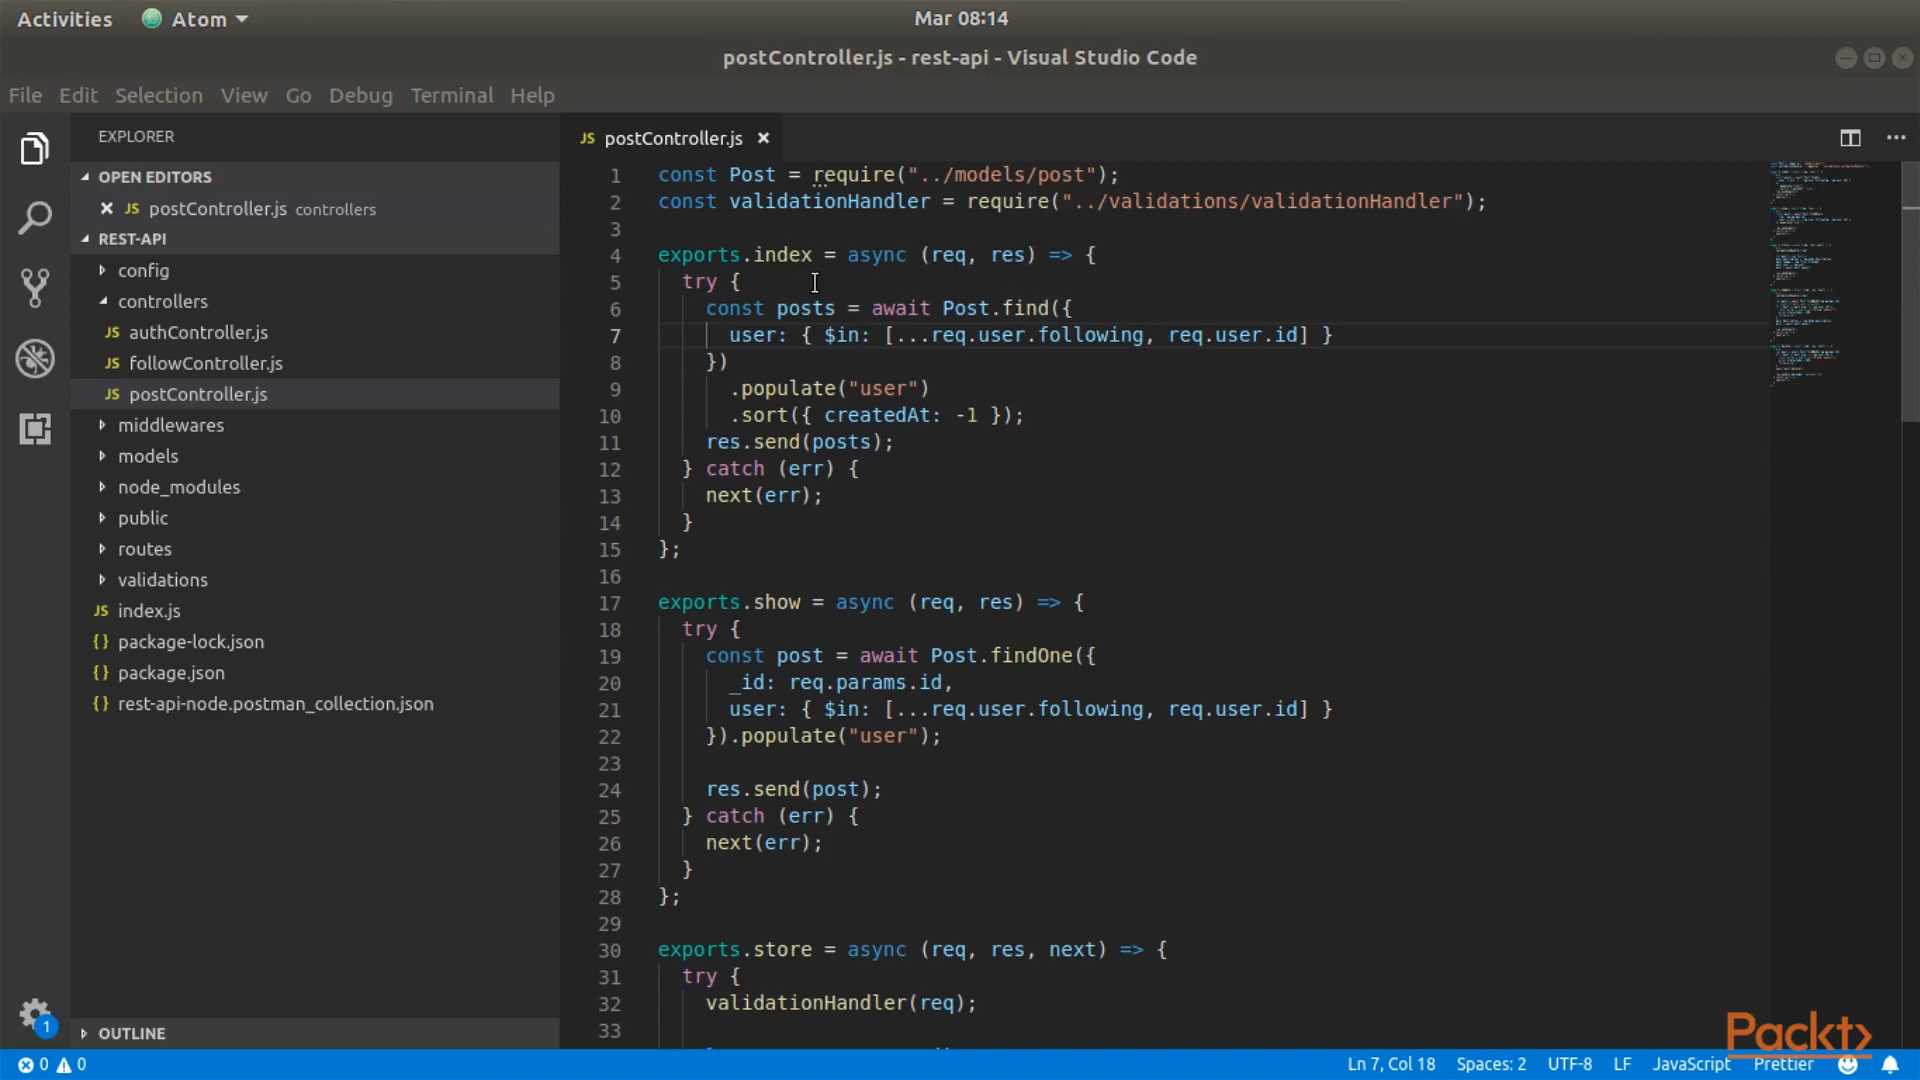 Activities
Atom
Mar 08:14
postController.js - rest-api - Visual Studio Code
File Edit Selection View Go Debug Terminal Help
EXPLORER
OPEN EDITORS
JS postController.js controllers
REST-API
config
controllers
JS authController.js
JS followController.js
JS postController.js
middlewares
models
node_modules
public
routes
validations
JS index.js
{} package-lock.json
{} package.json
{} rest-api-node.postman_collection.json
1
OUTLINE
JS postController.js
1 const Post = require("../models/post");
2 const validationHandler = require("../validations/validationHandler");
3
4 exports.index = async (req, res) => {
5 try {
6 const posts = await Post.find({
7 user: { $in: [...req.user.following, req.user.id] }
8 })
9 .populate("user")
10 .sort({ createdAt: -1 });
11 res.send(posts);
12 } catch (err) {
13 next(err);
14 }
15 };
16
17 exports.show = async (req, res) => {
18 try {
19 const post = await Post.findOne({
20 _id: req.params.id,
21 user: { $in: [...req.user.following, req.user.id] }
22 }).populate("user");
23
24 res.send(post);
25 } catch (err) {
26 next(err);
27 }
28 };
29
30 exports.store = async (req, res, next) => {
31 try {
32 validationHandler(req);
33
Packt>
0 0
Ln 7, Col 18 Spaces: 2 UTF-8 LF JavaScript Prettier